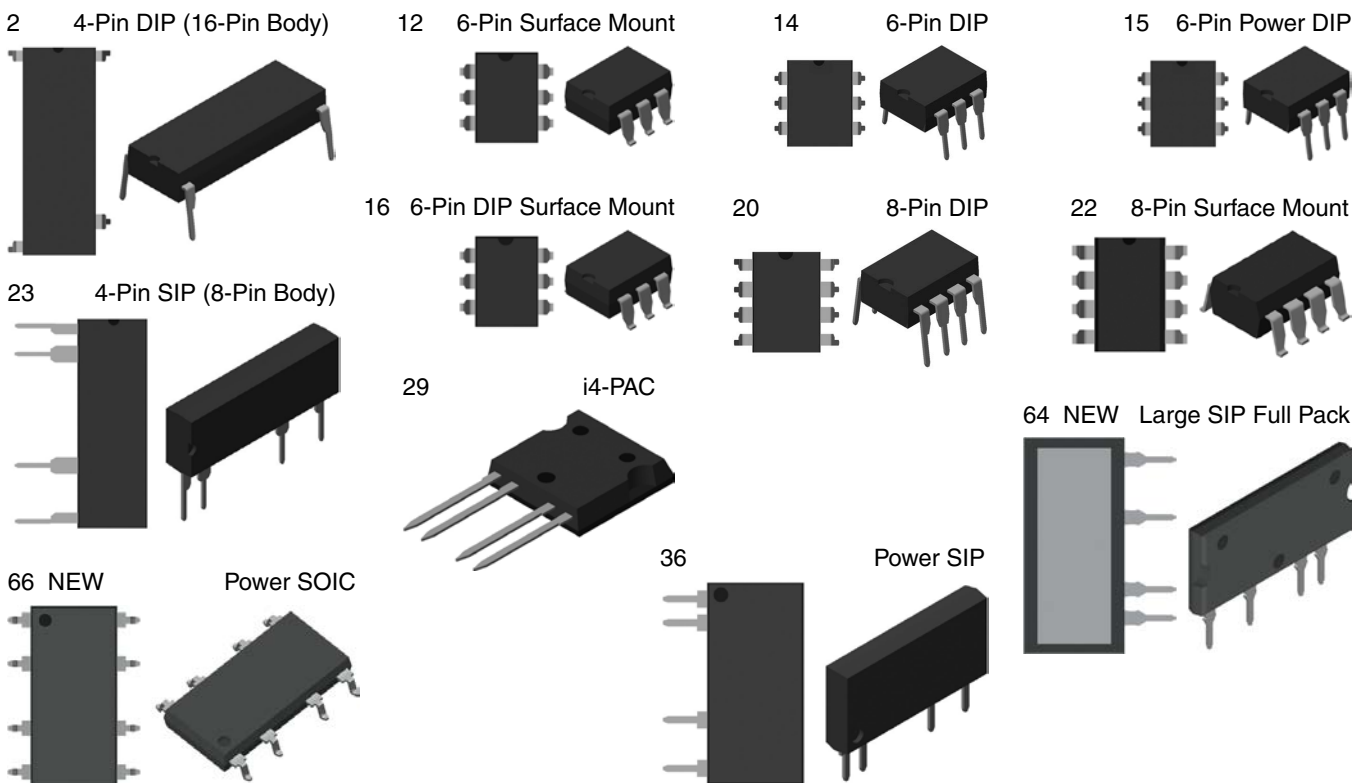 2 4-Pin DIP (16-Pin Body)
12 6-Pin Surface Mount
14 6-Pin DIP
15 6-Pin Power DIP
16 6-Pin DIP Surface Mount
20 8-Pin DIP
22 8-Pin Surface Mount
23 4-Pin SIP (8-Pin Body)
29 i4-PAC
64 NEW Large SIP Full Pack
66 NEW Power SOIC
36 Power SIP